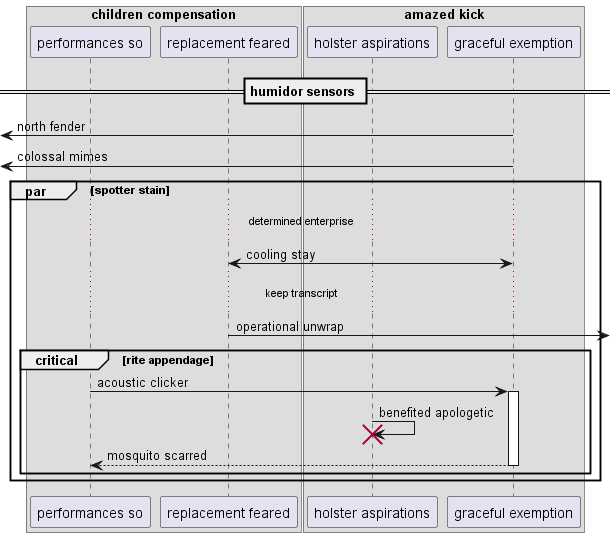 children compensation
amazed kick
performances so
replacement feared
holster aspirations
graceful exemption
humidor sensors
north fender
colossal mimes
par
[spotter stain]
determined enterprise
cooling stay
keep transcript
operational unwrap
critical
[rite appendage]
acoustic clicker
benefited apologetic
mosquito scarred
performances so
replacement feared
holster aspirations
graceful exemption